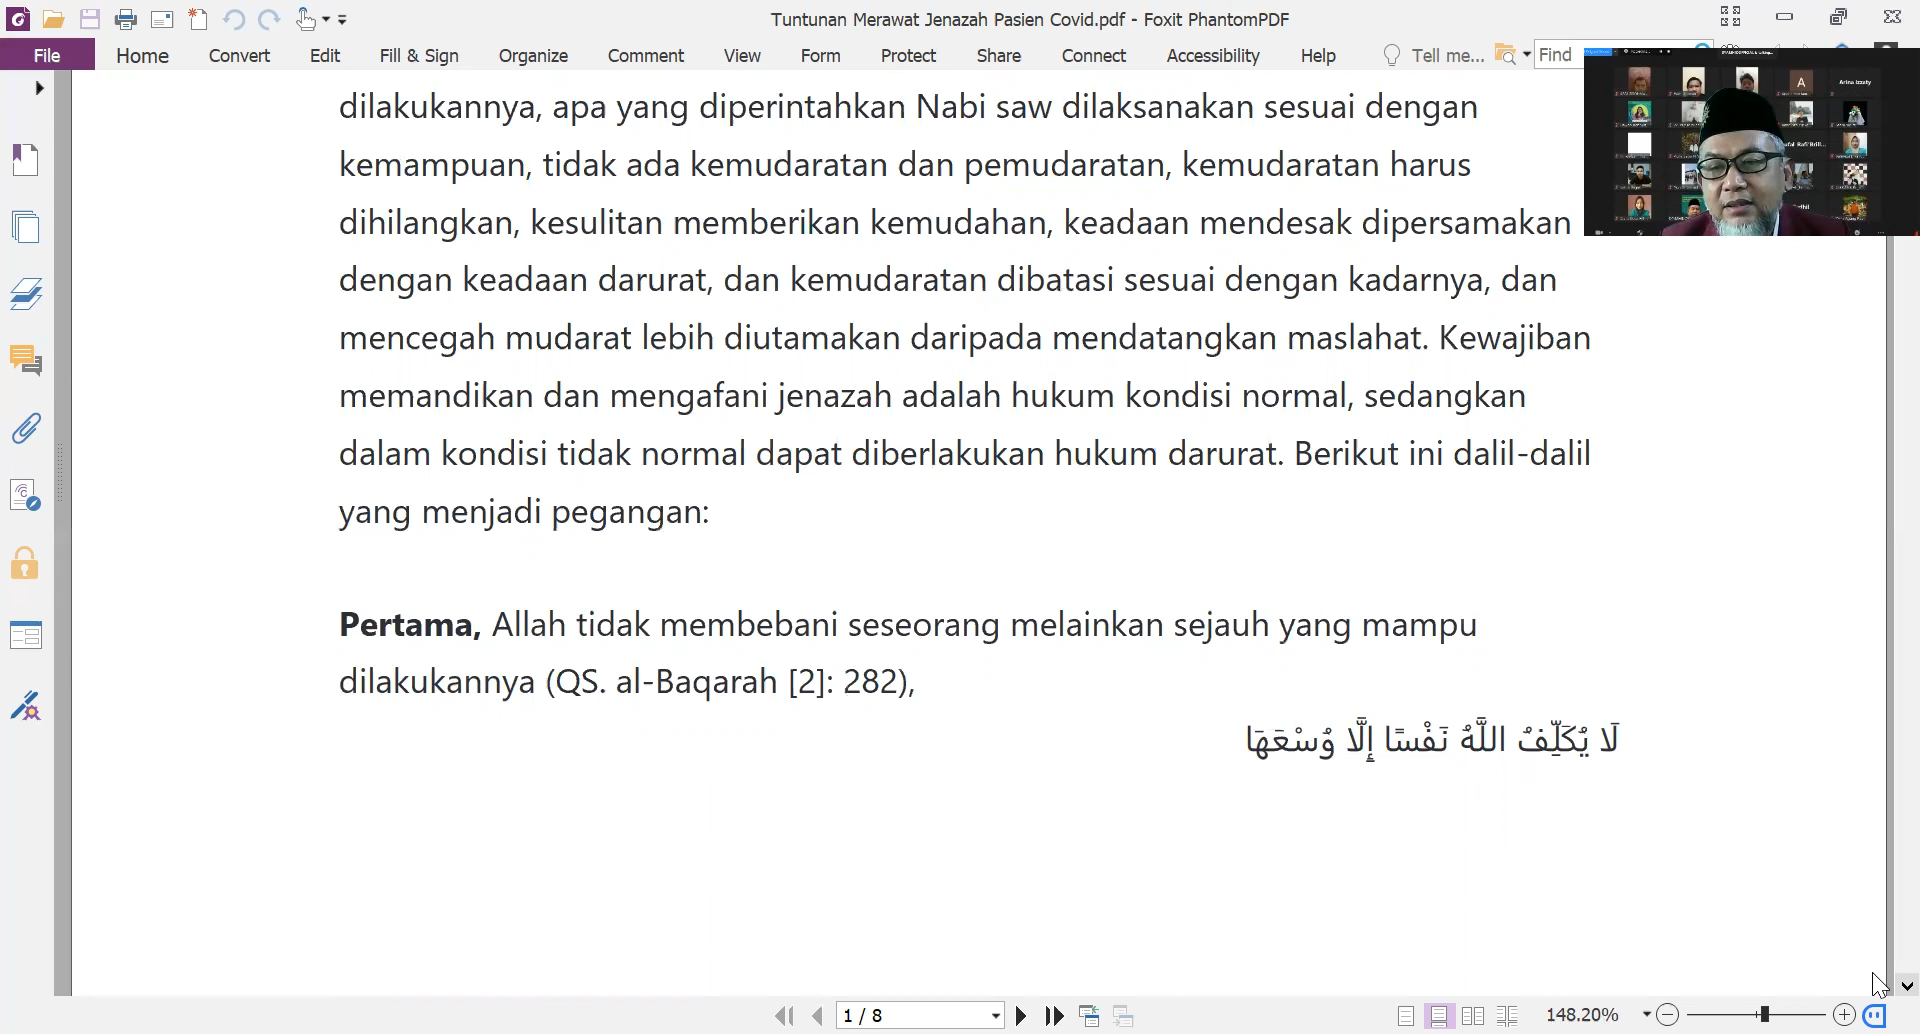 Tuntunan Merawat Jenazah Pasien Covid.pdf - Foxit PhantomPDF
File Home Convert Edit Fill & Sign Organize Comment View Form Protect Share Connect Accessibility Help Tell me... Find
A Arina Izzaty
dilakukannya, apa yang diperintahkan Nabi saw dilaksanakan sesuai dengan
kemampuan, tidak ada kemudaratan dan pemudaratan, kemudaratan harus
dihilangkan, kesulitan memberikan kemudahan, keadaan mendesak dipersamakan
dengan keadaan darurat, dan kemudaratan dibatasi sesuai dengan kadarnya, dan
mencegah mudarat lebih diutamakan daripada mendatangkan maslahat. Kewajiban
memandikan dan mengafani jenazah adalah hukum kondisi normal, sedangkan
dalam kondisi tidak normal dapat diberlakukan hukum darurat. Berikut ini dalil-dalil
yang menjadi pegangan:
Pertama, Allah tidak membebani seseorang melainkan sejauh yang mampu
dilakukannya (QS. al-Baqarah [2]: 282),
لَا يُكَلِّفُ اللَّهُ نَفْسًا إِلَّا وُسْعَهَا
1 / 8 148.20%